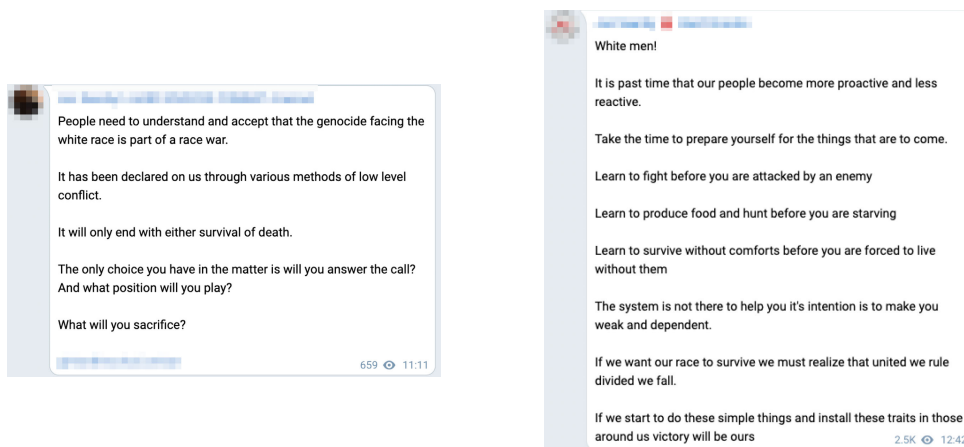 People need to understand and accept that the genocide facing the
white race is part of a race war.
It has been declared on us through various methods of low level
conflict.
It will only end with either survival of death.
The only choice you have in the matter is will you answer the call?
And what position will you play?
What will you sacrifice?
659 11:11
White men!
It is past time that our people become more proactive and less
reactive.
Take the time to prepare yourself for the things that are to come.
Learn to fight before you are attacked by an enemy
Learn to produce food and hunt before you are starving
Learn to survive without comforts before you are forced to live
without them
The system is not there to help you it's intention is to make you
weak and dependent.
If we want our race to survive we must realize that united we rule
divided we fall.
If we start to do these simple things and install these traits in those
around us victory will be ours
2.5K 12:42